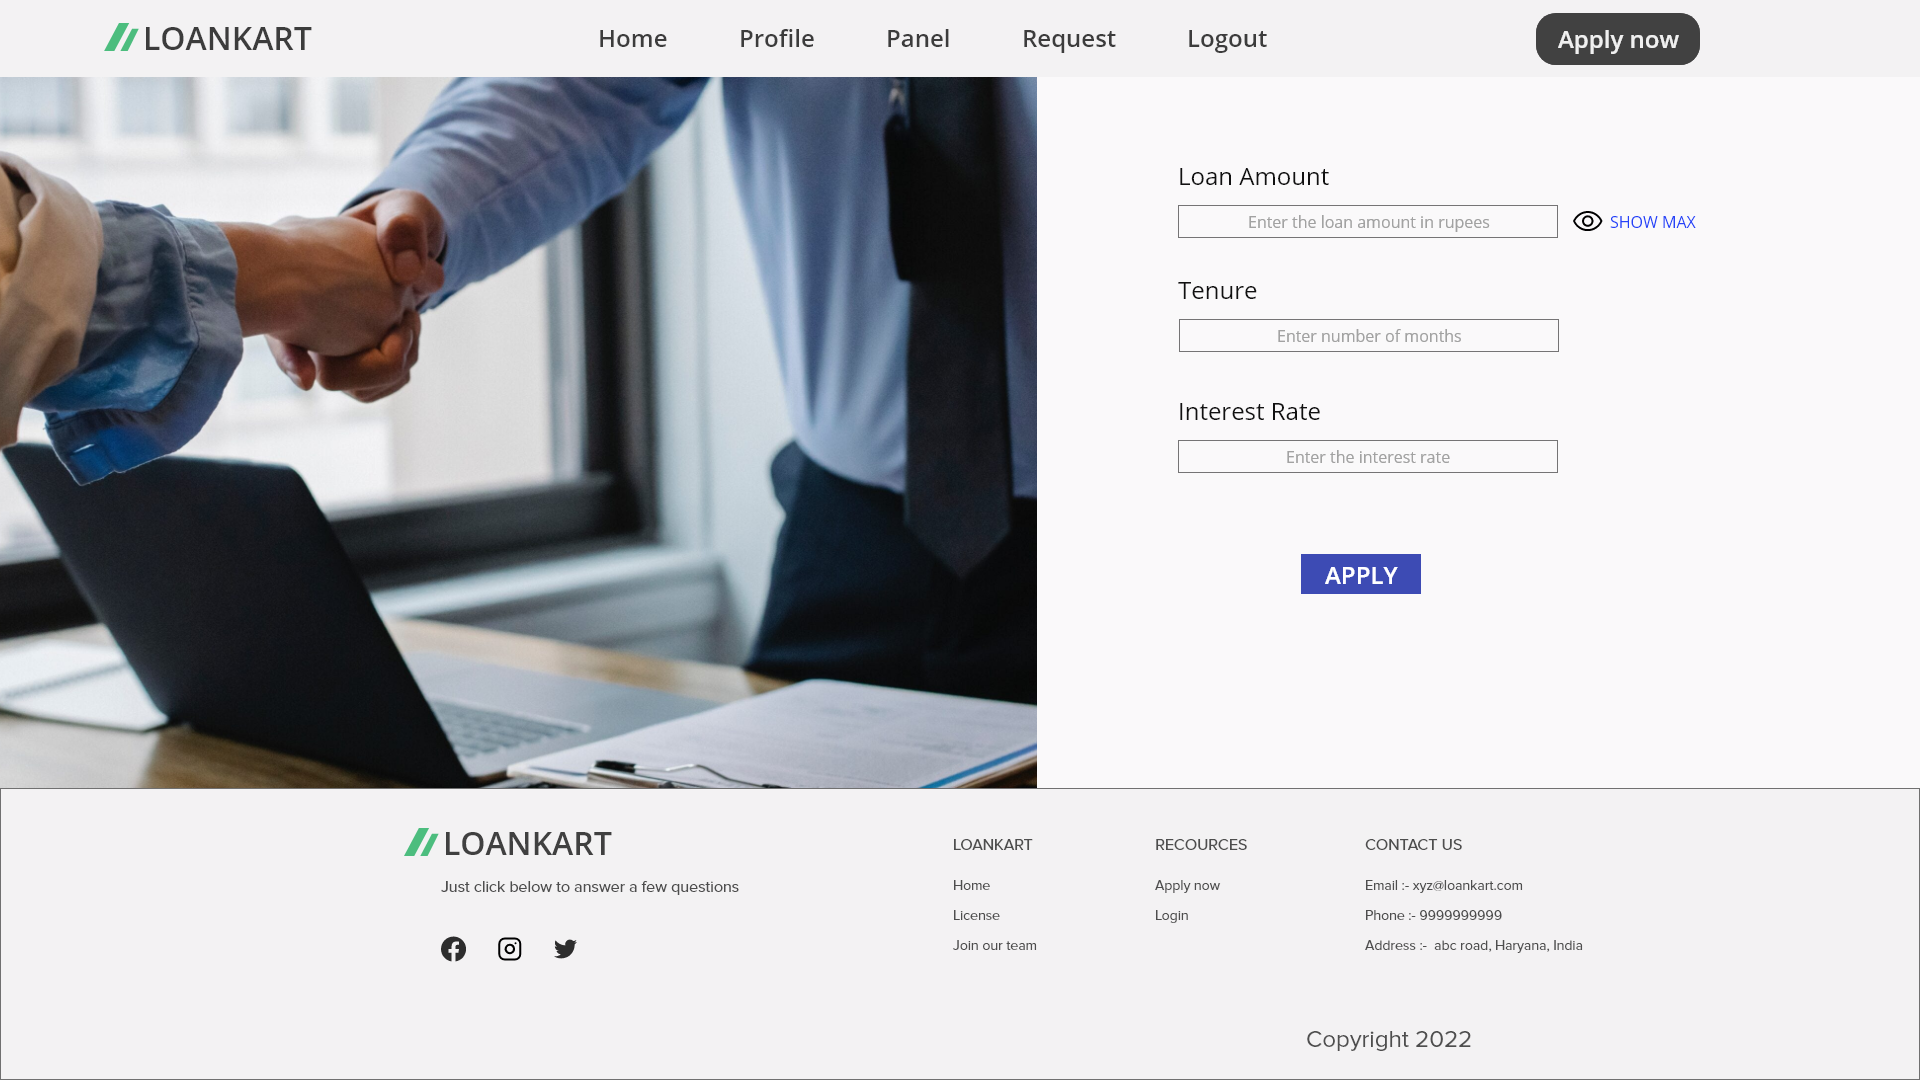 LOANKART
Home Profile Panel Request Logout
Apply now
Loan Amount
Enter the loan amount in rupees
SHOW MAX
Tenure
Enter number of months
Interest Rate
Enter the interest rate
APPLY
LOANKART
Just click below to answer a few questions
LOANKART
Home
License
Join our team
RECOURCES
Apply now
Login
CONTACT US
Email :- xyz@loankart.com
Phone :- 9999999999
Address :- abc road, Haryana, India
Copyright 2022